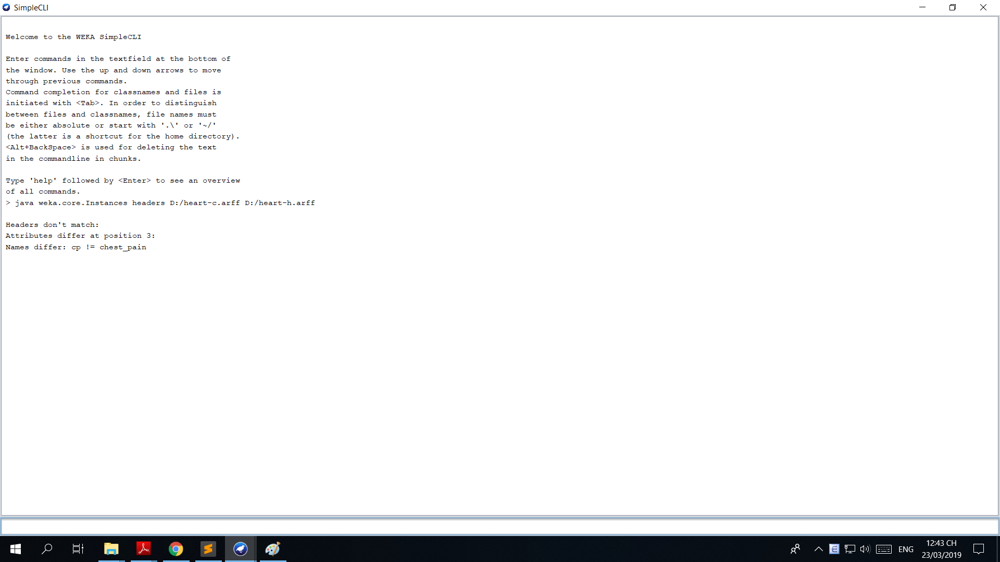 SimpleCLI
Welcome to the WEKA SimpleCLI
Enter commands in the textfield at the bottom of
the window. Use the up and down arrows to move
through previous commands.
Command completion for classnames and files is
initiated with <Tab>. In order to distinguish
between files and classnames, file names must
be either absolute or start with '.\' or '~/'
(the latter is a shortcut for the home directory).
<Alt+BackSpace> is used for deleting the text
in the commandline in chunks.
Type 'help' followed by <Enter> to see an overview
of all commands.
> java weka.core.Instances headers D:/heart-c.arff D:/heart-h.arff
Headers don't match:
Attributes differ at position 3:
Names differ: cp != chest_pain
ENG
12:43 CH
23/03/2019